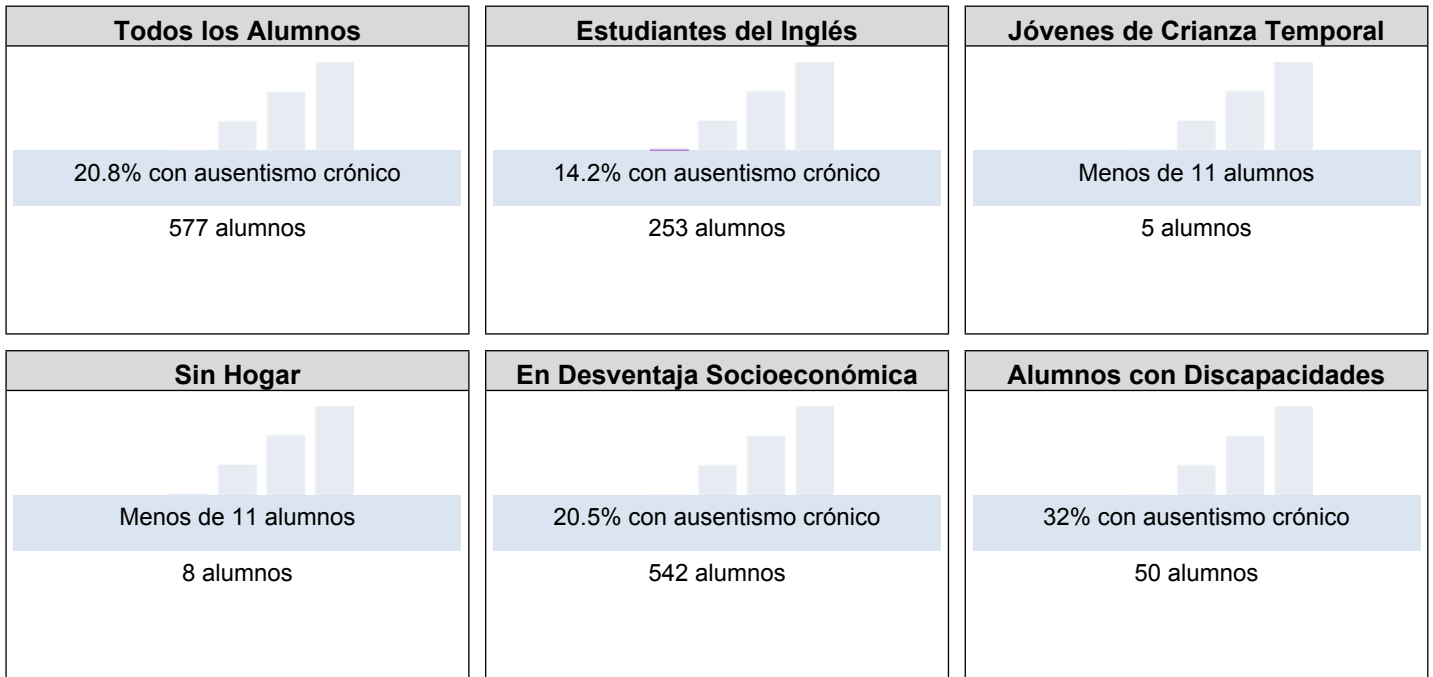 Todos los Alumnos
20.8% con ausentismo crónico
577 alumnos
Estudiantes del Inglés
14.2% con ausentismo crónico
253 alumnos
Jóvenes de Crianza Temporal
Menos de 11 alumnos
5 alumnos
Sin Hogar
Menos de 11 alumnos
8 alumnos
En Desventaja Socioeconómica
20.5% con ausentismo crónico
542 alumnos
Alumnos con Discapacidades
32% con ausentismo crónico
50 alumnos